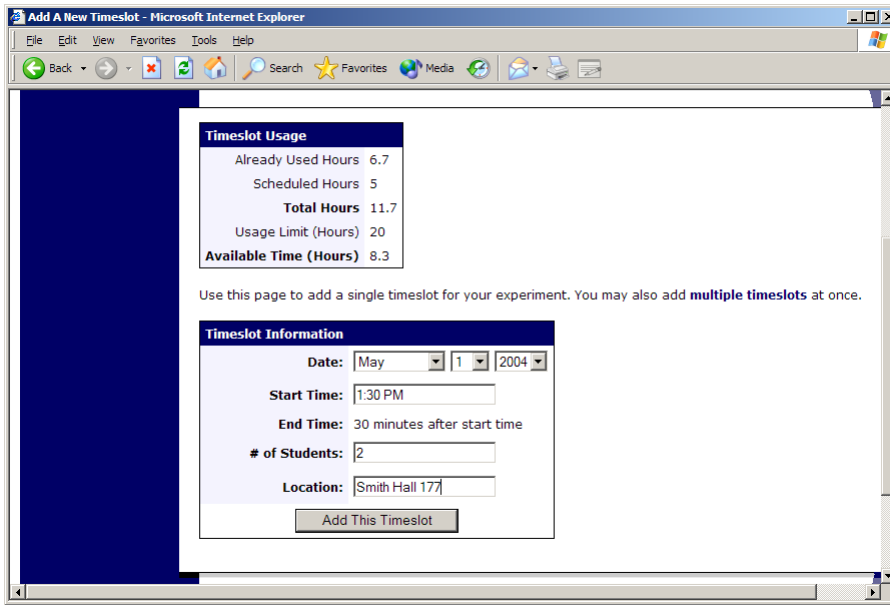 Add A New Timeslot - Microsoft Internet Explorer
File Edit View Favorites Tools Help
Back Search Favorites Media
Timeslot Usage
Already Used Hours 6.7
Scheduled Hours 5
Total Hours 11.7
Usage Limit (Hours) 20
Available Time (Hours) 8.3
Use this page to add a single timeslot for your experiment. You may also add multiple timeslots at once.
Timeslot Information
Date: May 1 2004
Start Time: 1:30 PM
End Time: 30 minutes after start time
# of Students: 2
Location: Smith Hall 177
Add This Timeslot